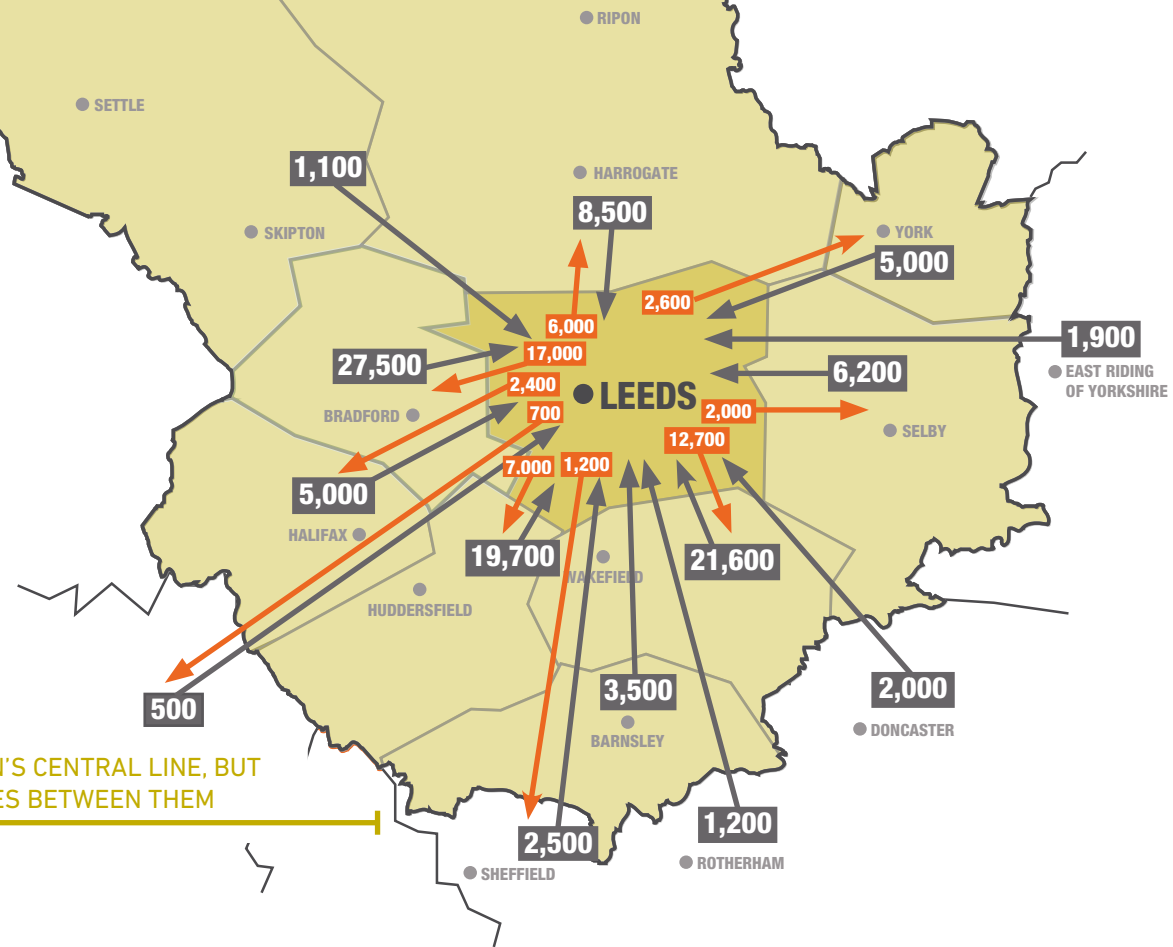 RIPON
SETTLE
1,100
HARROGATE
8,500
SKIPTON
YORK
5,000
2,600
6,000
1,900
17,000
27,500
EAST RIDING
OF YORKSHIRE
6,200
2,400
LEEDS
700
2,000
BRADFORD
SELBY
12,700
7.000
1,200
5,000
HALIFAX
19,700
21,600
WAKEFIELD
HUDDERSFIELD
3,500
2,000
500
DONCASTER
BARNSLEY
N'S CENTRAL LINE, BUT
ES BETWEEN THEM
1,200
2,500
ROTHERHAM
SHEFFIELD